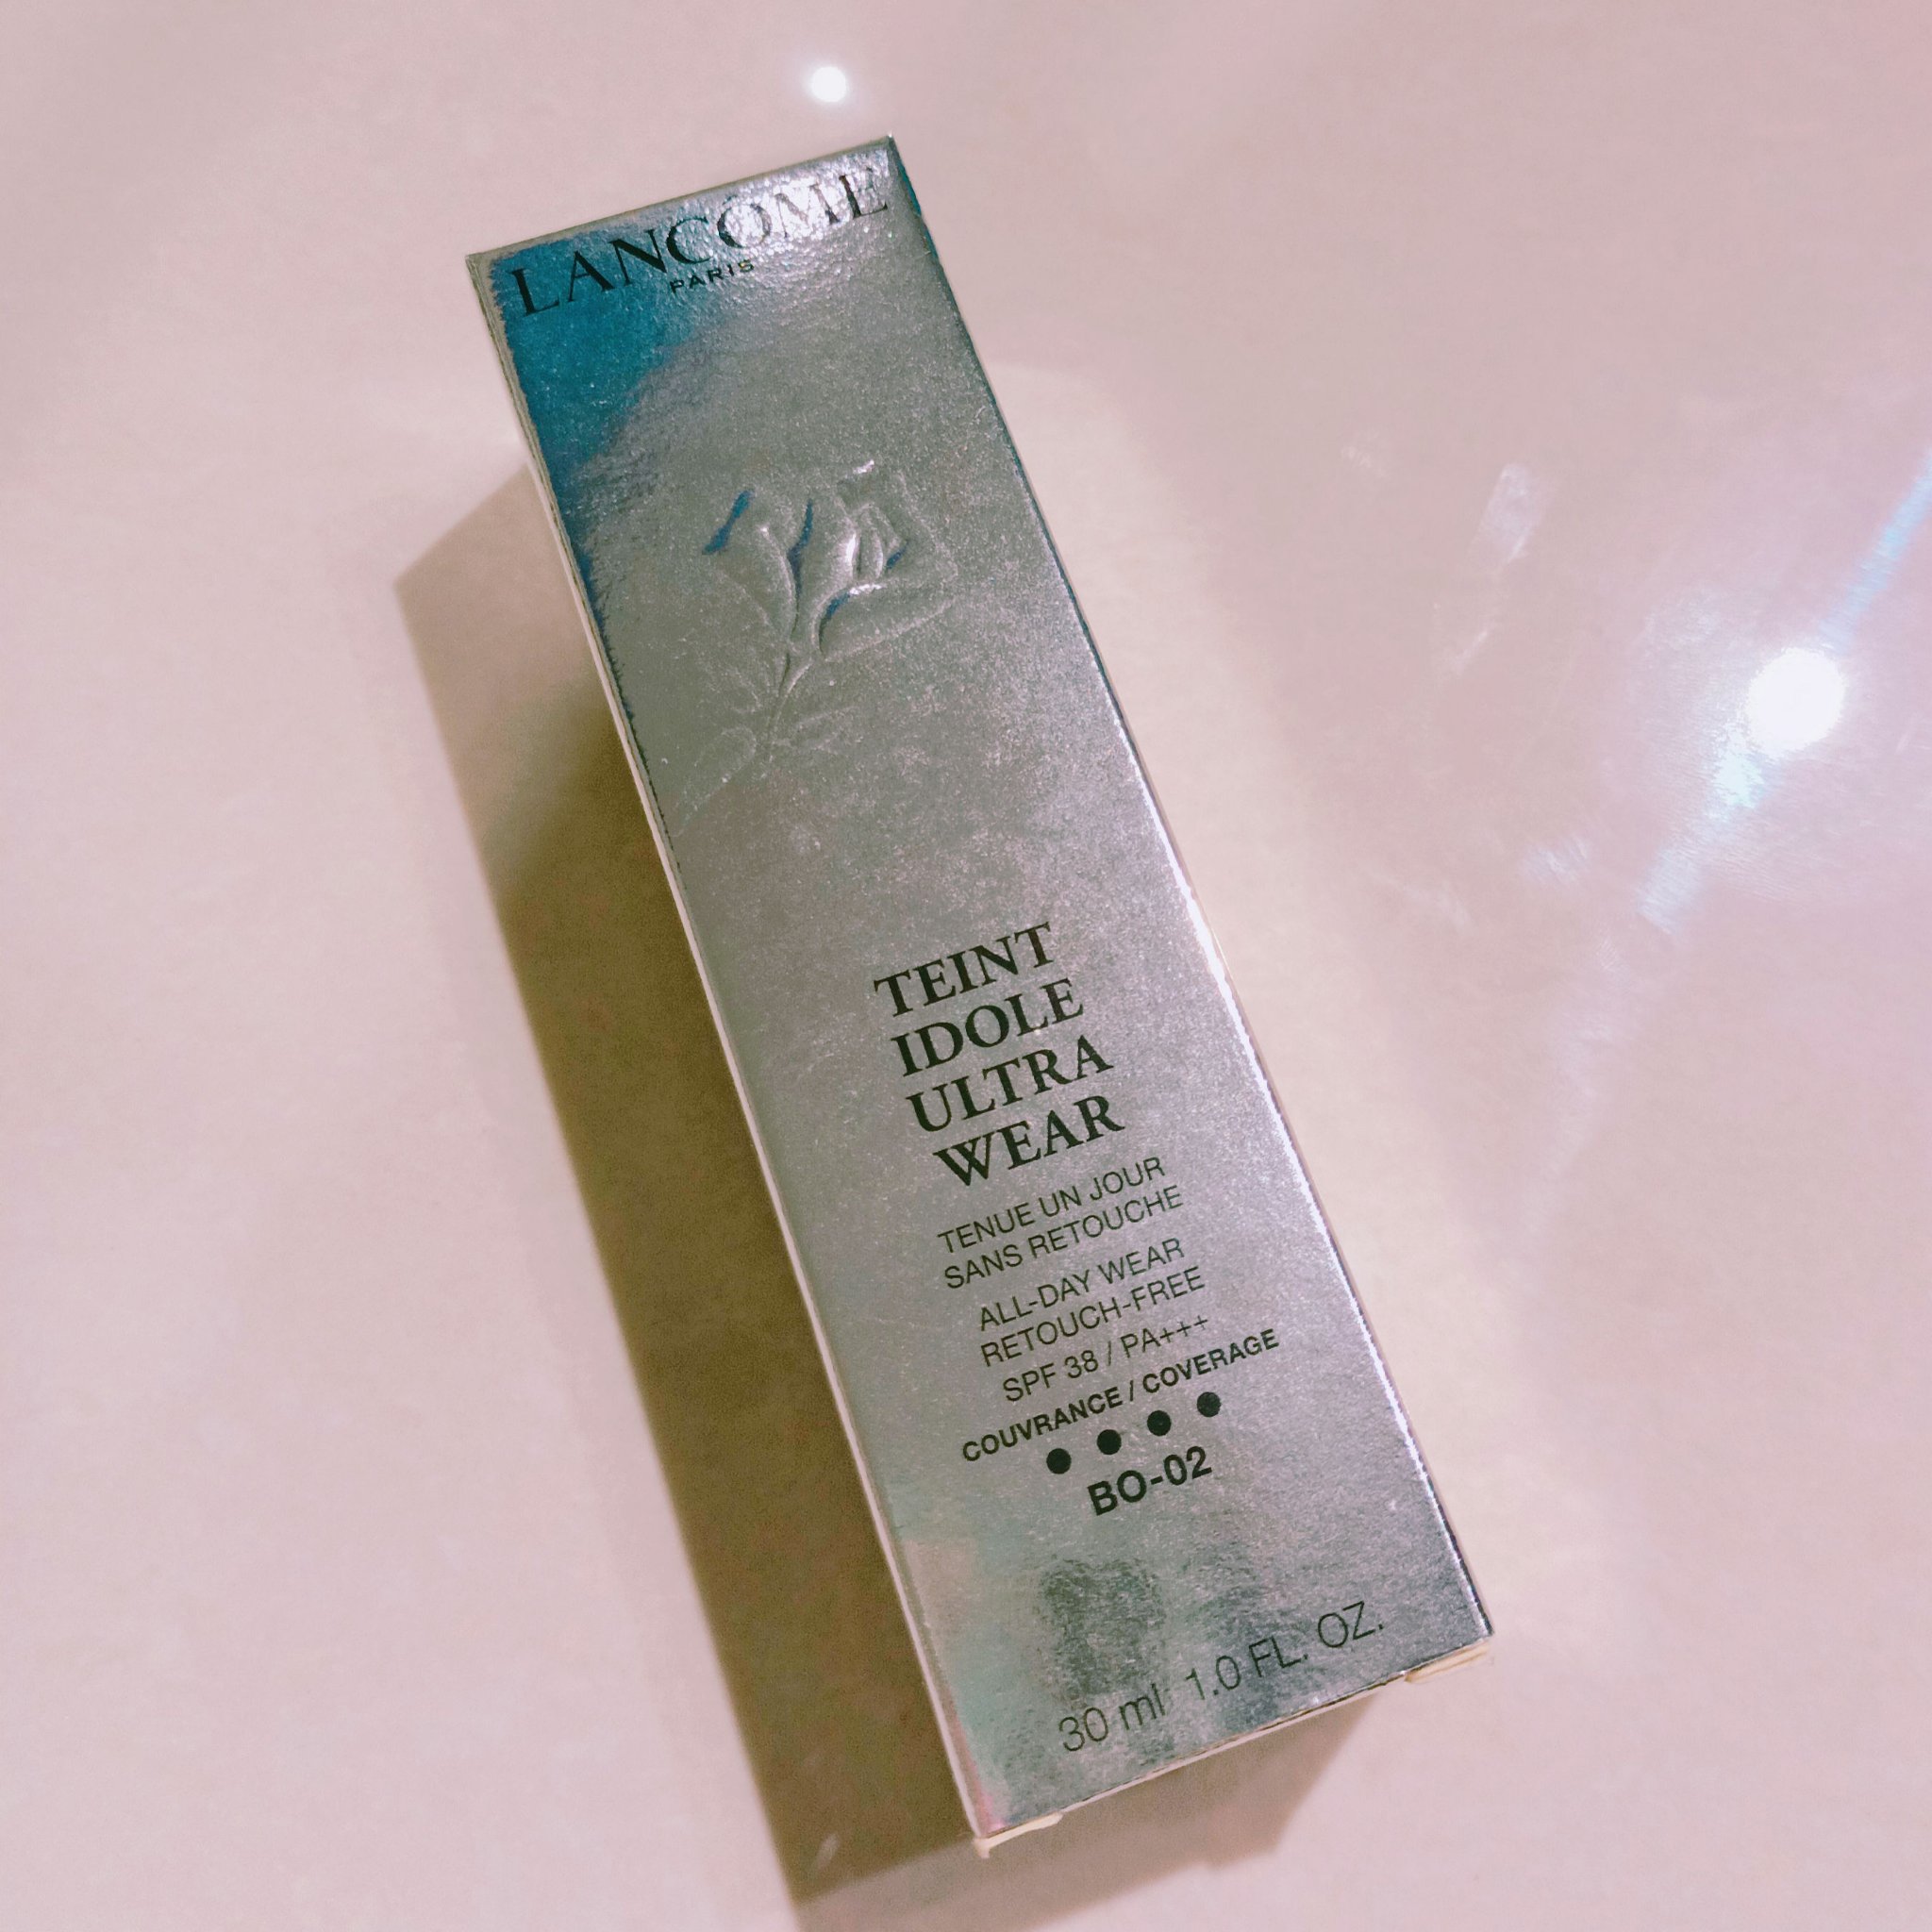 LANCOME
PARIS
TEINT
IDOLE
ULTRA
WEAR
TENUE UN JOUR
SANS RETOUCHE
ALL-DAY WEAR
RETOUCH-FREE
SPF 38 / PA+++
COUVRANCE / COVERAGE
BO-02
30 ml 1.0 FL. OZ.